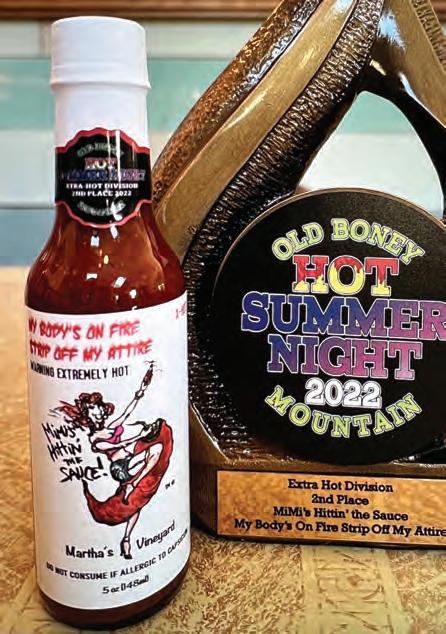 HOT
SUMMER NIGHT
EXTRA HOT DIVISION
2ND PLACE 2022
MY BODY'S ON FIRE
STRIP OFF MY ATTIRE
WARNING EXTREMELY HOT
MiMi's
Hittin'
THE
SAUCE!
Martha's Vineyard
DO NOT CONSUME IF ALLERGIC TO CAPSAICIN
5 oz (148ml)
OLD BONEY
HOT
SUMMER
NIGHT
2022
MOUNTAIN
Extra Hot Division
2nd Place
MiMi's Hittin' the Sauce
My Body's On Fire Strip Off My Attire